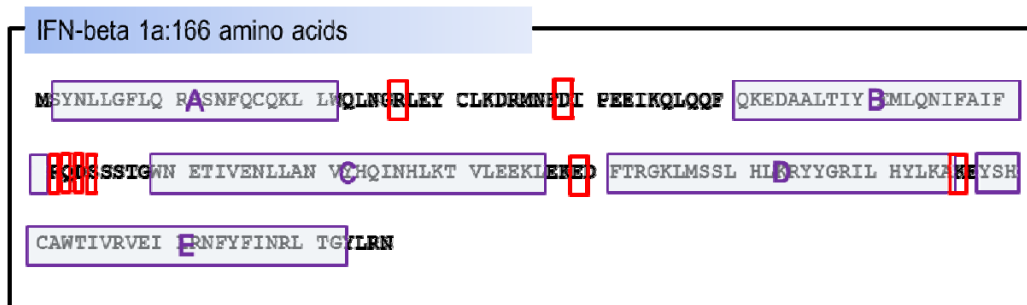 IFN-beta 1a:166 amino acids
MSYNLLGFLQ RSSNFQCQKL LWQLNGRLEY CLKDRMNFDI PEEIKQLQQF QKEDAALTIY EMLQNIFAIF
A
B
RQDSSSTGWN ETIVENLLAN VYHQINHLKT VLEEKLEKED FTRGKLMSSL HLKRYYGRIL HYLKAKEYSH
C
D
CAWTIVRVEI LRNFYFINRL TGYLRN
E